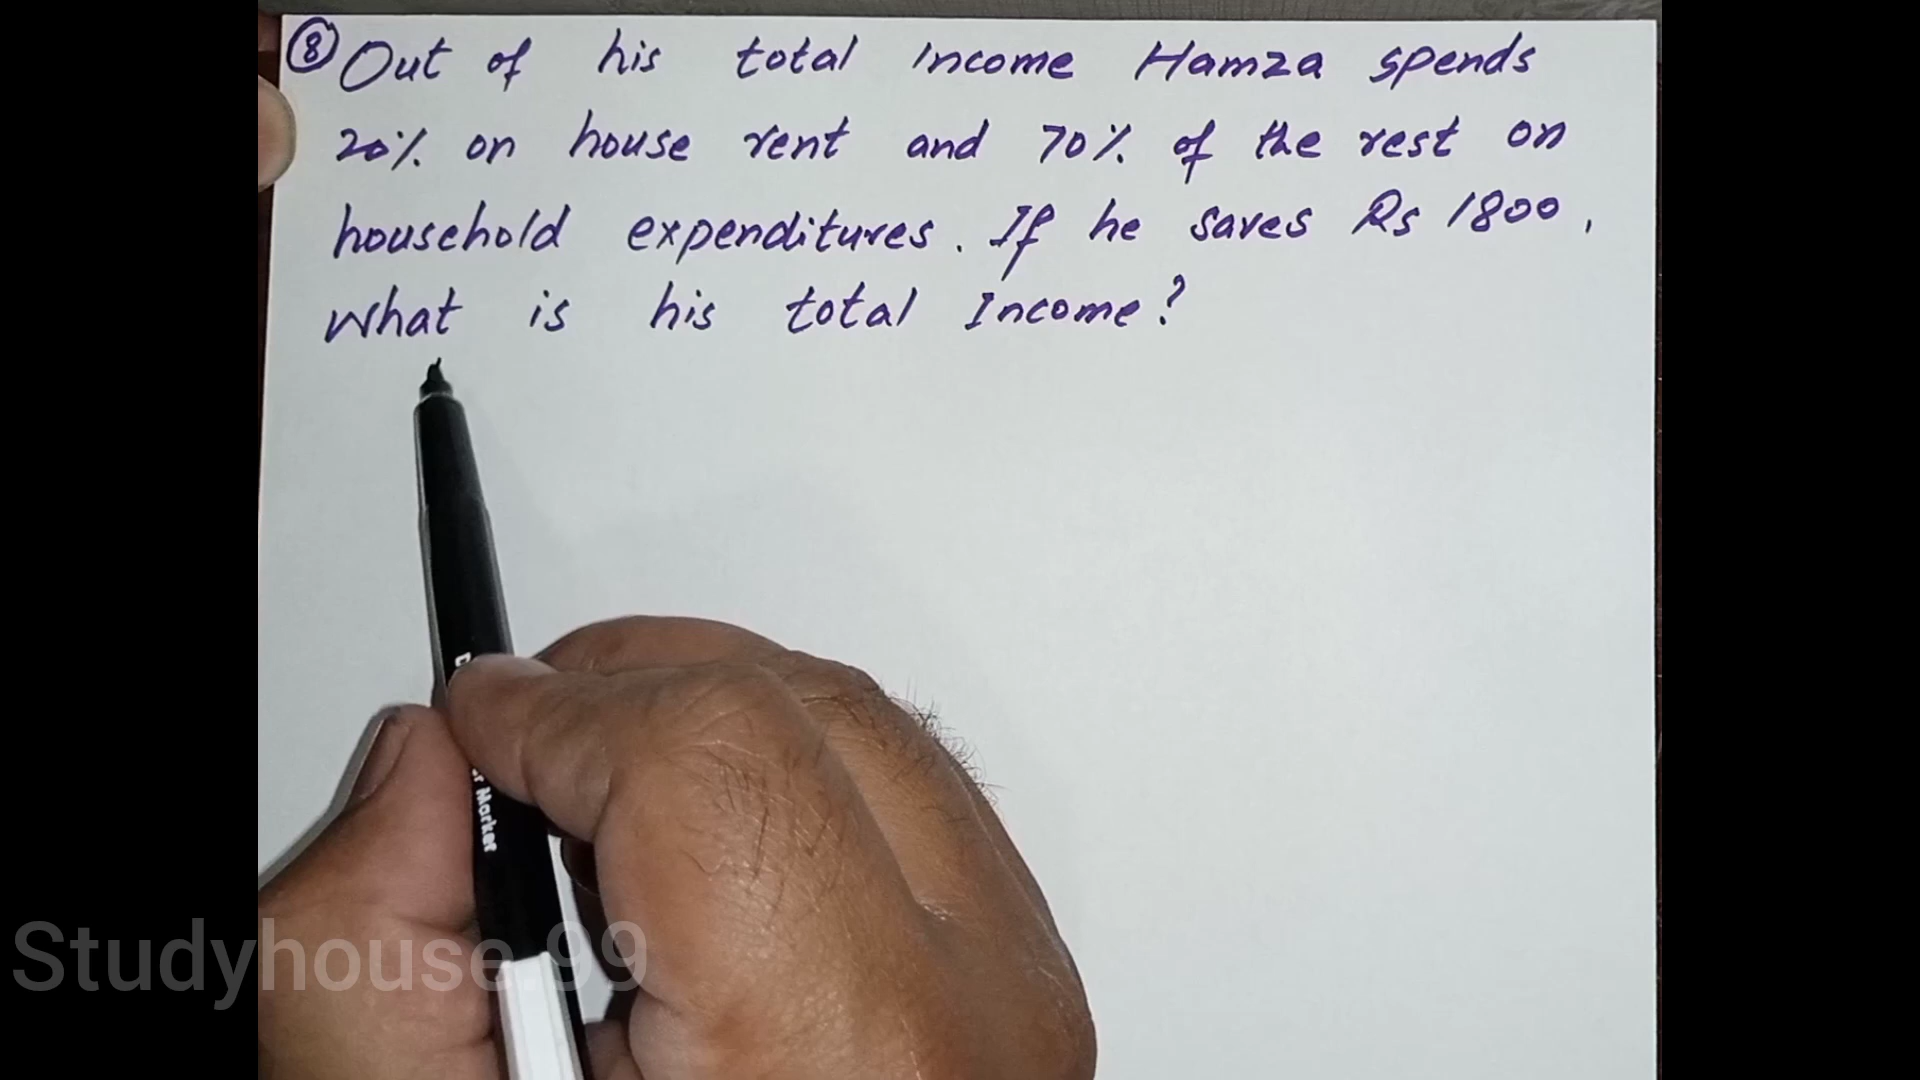 ⑧ Out of his total Income Hamza spends
20% on house rent and 70% of the rest on
household expenditures. If he saves Rs 1800,
What is his total Income?
Marker
Studyhouse.99